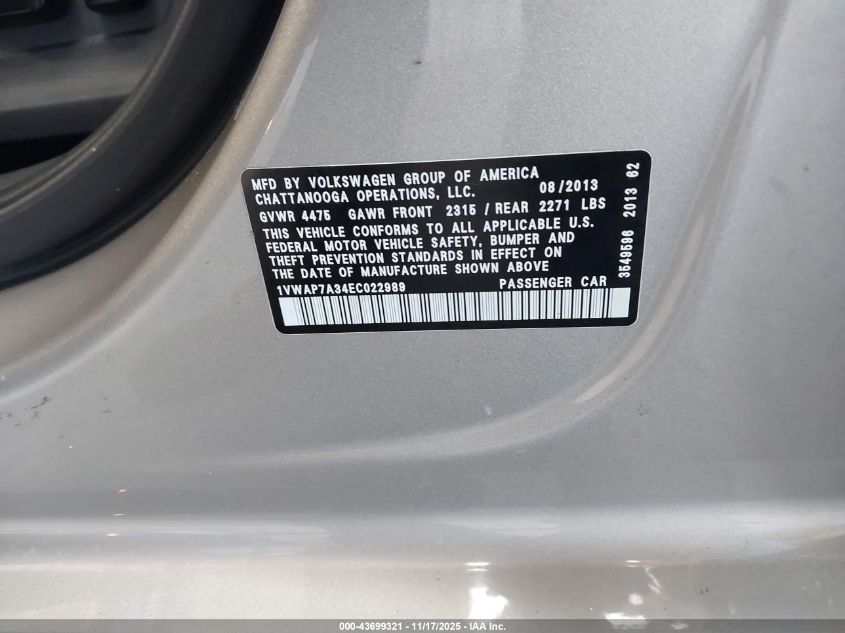 MFD BY VOLKSWAGEN GROUP OF AMERICA
CHATTANOOGA OPERATIONS, LLC. 08/2013
GVWR 4475 GAWR FRONT 2315 / REAR 2271 LBS
THIS VEHICLE CONFORMS TO ALL APPLICABLE U.S.
FEDERAL MOTOR VEHICLE SAFETY, BUMPER AND
THEFT PREVENTION STANDARDS IN EFFECT ON
THE DATE OF MANUFACTURE SHOWN ABOVE
1VWAP7A34EC022989 PASSENGER CAR
3549596 2013 62
000-43699321 - 11/17/2025 - IAA Inc.